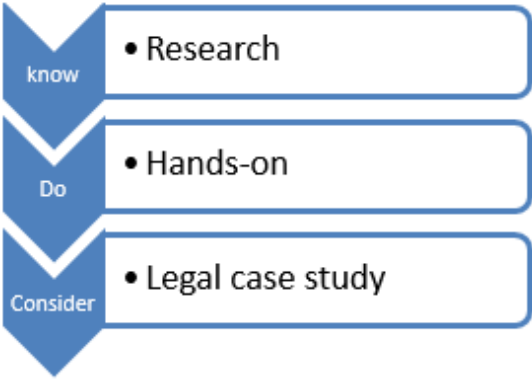 know
• Research
Do
• Hands-on
Consider
• Legal case study